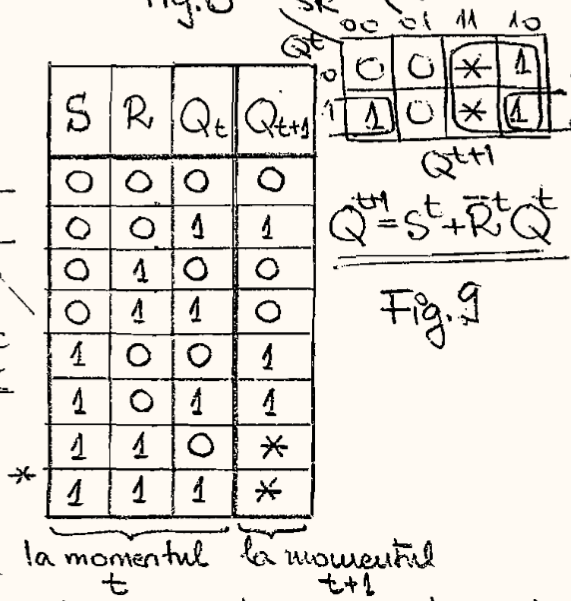 Fig. 8
SR
00 01 11 10
Qt
0 0 0 * 1
1 1 0 * 1
Q^{t+1}
Q^{t+1}=S^t+R̄^tQ^t
Fig. 9
S R Q_t Q_{t+1}
0 0 0 0
0 0 1 1
0 1 0 0
0 1 1 0
1 0 0 1
1 0 1 1
1 1 0 *
* 1 1 1 *
la momentul t
la momentul t+1